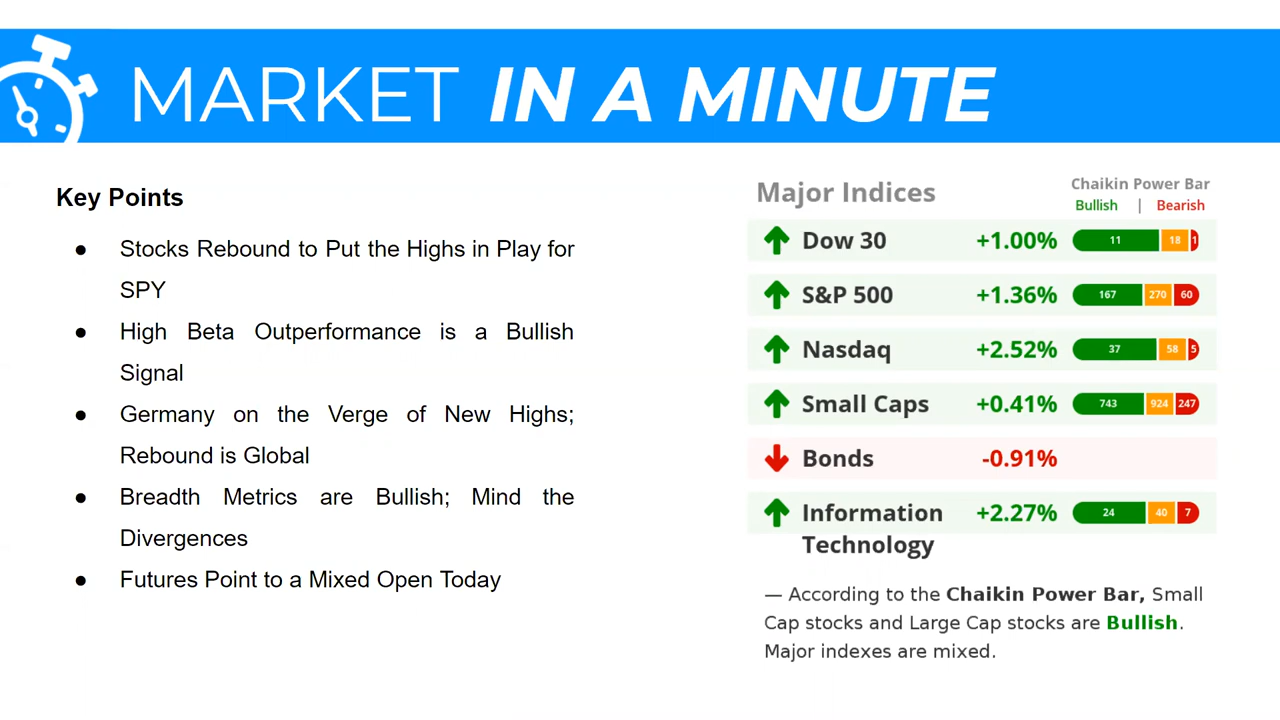 MARKET IN A MINUTE
Key Points
● Stocks Rebound to Put the Highs in Play for
SPY
● High Beta Outperformance is a Bullish
Signal
● Germany on the Verge of New Highs;
Rebound is Global
● Breadth Metrics are Bullish; Mind the
Divergences
● Futures Point to a Mixed Open Today
Major Indices
Chaikin Power Bar
Bullish | Bearish
Dow 30 +1.00% 11 18 1
S&P 500 +1.36% 167 270 60
Nasdaq +2.52% 37 58 5
Small Caps +0.41% 743 924 247
Bonds -0.91%
Information +2.27% 24 40 7
Technology
— According to the Chaikin Power Bar, Small
Cap stocks and Large Cap stocks are Bullish.
Major indexes are mixed.